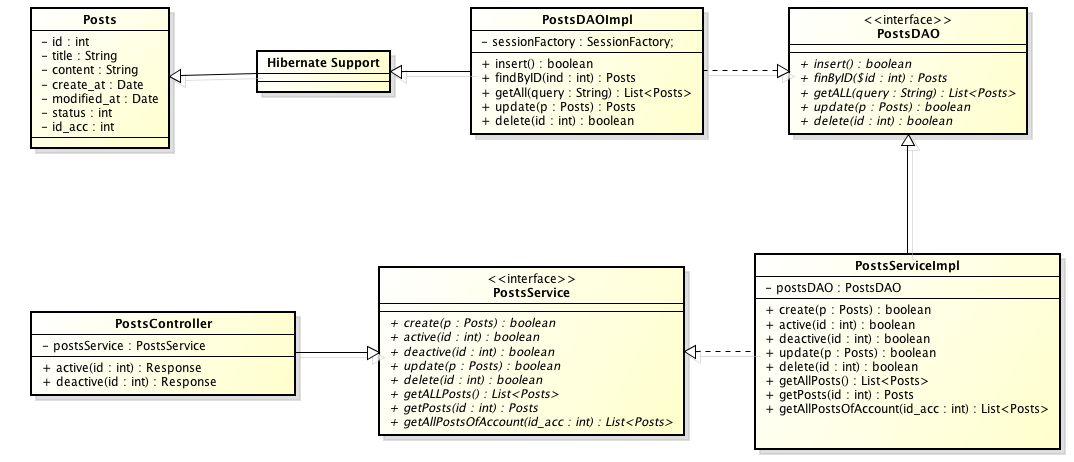 Posts
- id : int
- title : String
- content : String
- create_at : Date
- modified_at : Date
- status : int
- id_acc : int
Hibernate Support
PostsDAOImpl
- sessionFactory : SessionFactory;
+ insert() : boolean
+ findByID(ind : int) : Posts
+ getAll(query : String) : List<Posts>
+ update(p : Posts) : Posts
+ delete(id : int) : boolean
<<interface>>
PostsDAO
+ insert() : boolean
+ finByID($id : int) : Posts
+ getALL(query : String) : List<Posts>
+ update(p : Posts) : boolean
+ delete(id : int) : boolean
PostsController
- postsService : PostsService
+ active(id : int) : Response
+ deactive(id : int) : Response
<<interface>>
PostsService
+ create(p : Posts) : boolean
+ active(id : int) : boolean
+ deactive(id : int) : boolean
+ update(p : Posts) : boolean
+ delete(id : int) : boolean
+ getALLPosts() : List<Posts>
+ getPosts(id : int) : Posts
+ getAllPostsOfAccount(id_acc : int) : List<Posts>
PostsServiceImpl
- postsDAO : PostsDAO
+ create(p : Posts) : boolean
+ active(id : int) : boolean
+ deactive(id : int) : boolean
+ update(p : Posts) : boolean
+ delete(id : int) : boolean
+ getAllPosts() : List<Posts>
+ getPosts(id : int) : Posts
+ getAllPostsOfAccount(id_acc : int) : List<Posts>